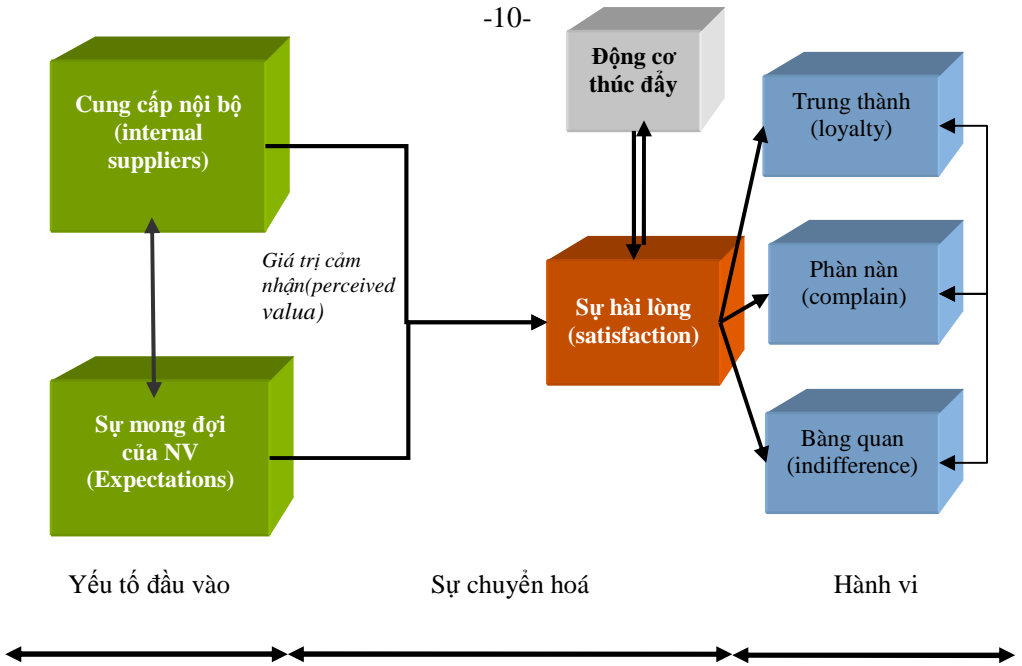 -10-
Cung cấp nội bộ
(internal
suppliers)
Động cơ
thúc đẩy
Trung thành
(loyalty)
Giá trị cảm
nhận(perceived
valua)
Sự hài lòng
(satisfaction)
Phàn nàn
(complain)
Sự mong đợi
của NV
(Expectations)
Bàng quan
(indifference)
Yếu tố đầu vào
Sự chuyển hoá
Hành vi